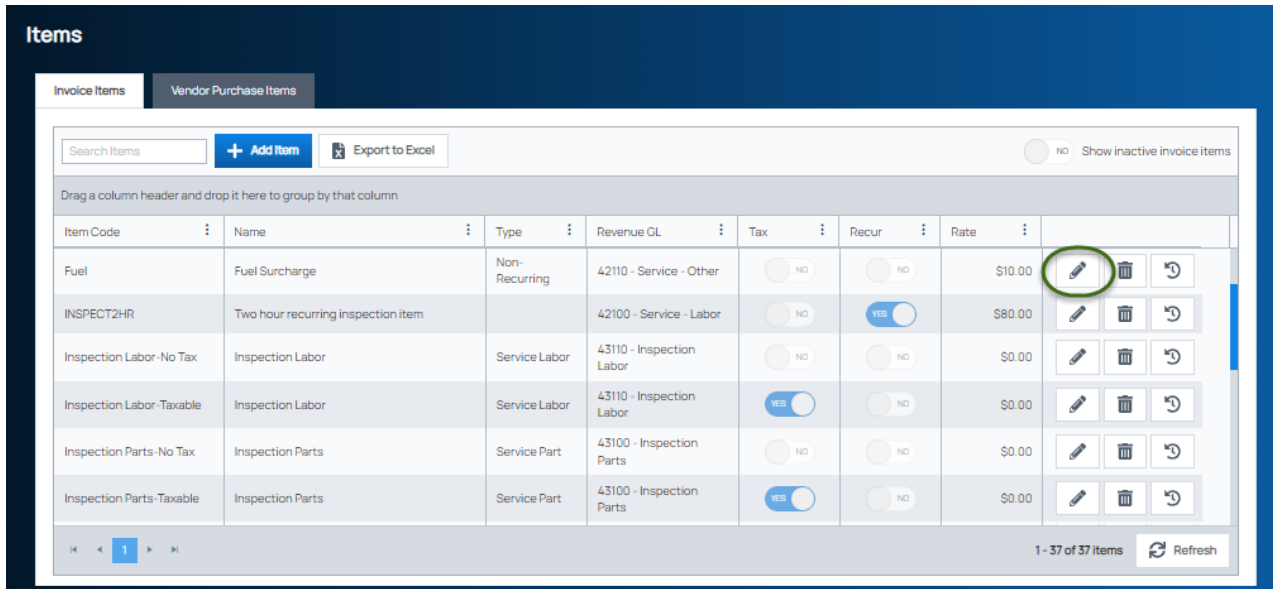 Items
Invoice Items Vendor Purchase Items
Search Items Add Item Export to Excel NO Show inactive invoice items
Drag a column header and drop it here to group by that column
Item Code Name Type Revenue GL Tax Recur Rate
Fuel Fuel Surcharge Non-Recurring 42110 - Service - Other NO NO $10.00
INSPECT2HR Two hour recurring inspection item 42100 - Service - Labor NO YES $80.00
Inspection Labor-No Tax Inspection Labor Service Labor 43110 - Inspection Labor NO NO $0.00
Inspection Labor-Taxable Inspection Labor Service Labor 43110 - Inspection Labor YES NO $0.00
Inspection Parts-No Tax Inspection Parts Service Part 43100 - Inspection Parts NO NO $0.00
Inspection Parts-Taxable Inspection Parts Service Part 43100 - Inspection Parts YES NO $0.00
1 1 - 37 of 37 items Refresh